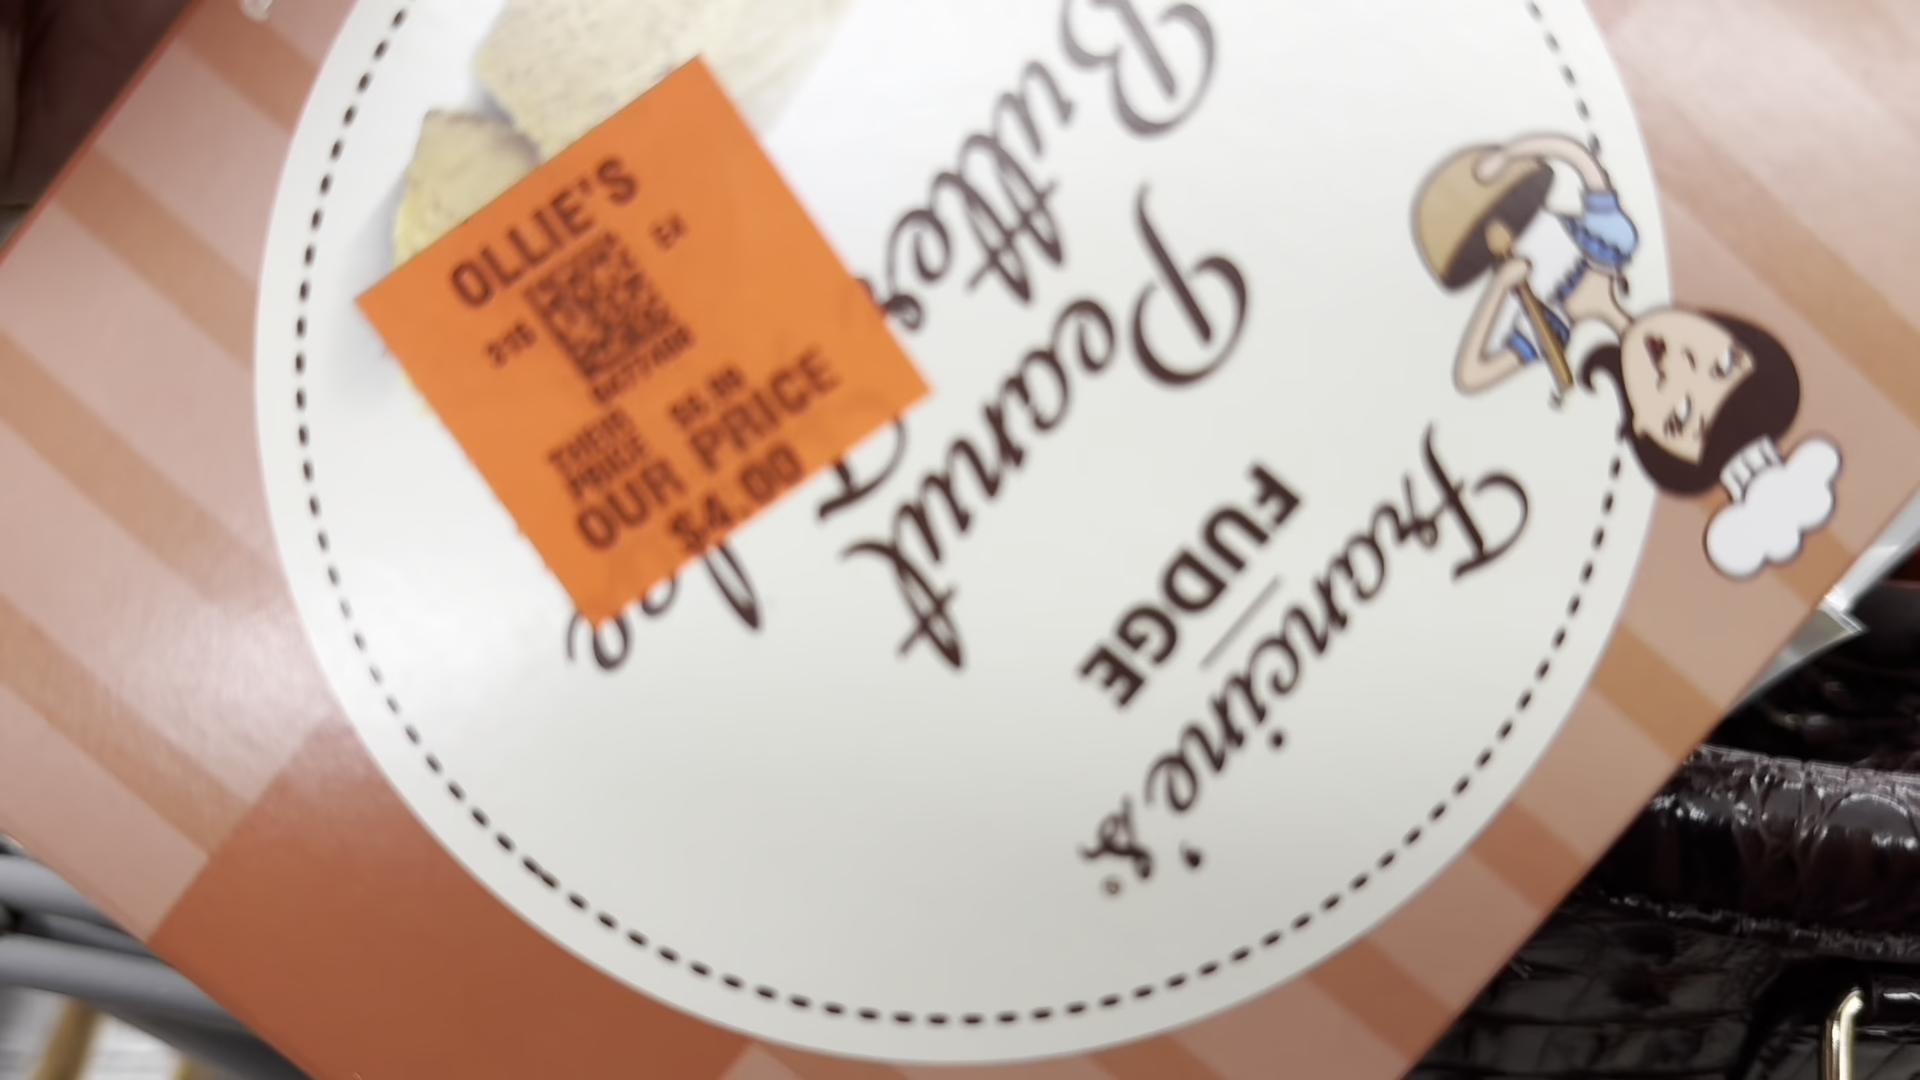 Francine's
FUDGE
Peanut
Butter
OLLIE'S
THEIR
PRICE
OUR PRICE
$4.00